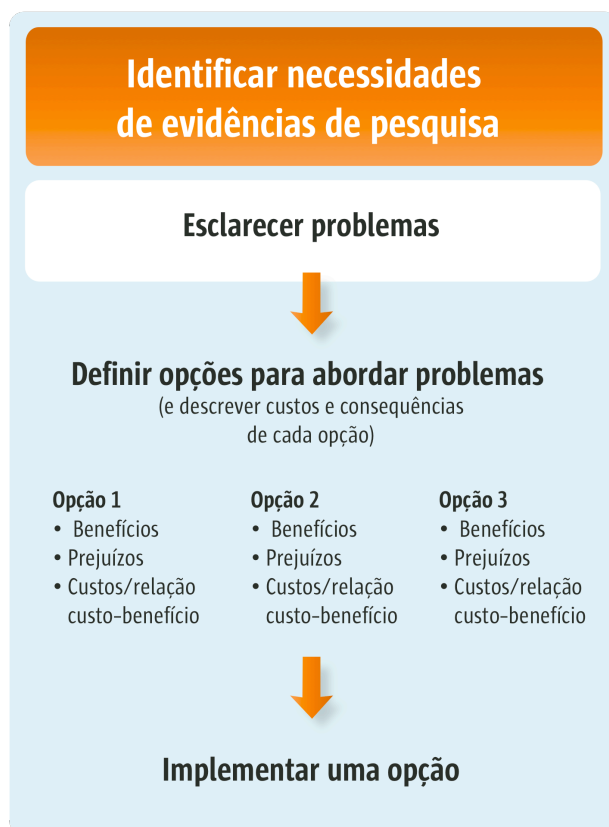 Identificar necessidades
de evidências de pesquisa
Esclarecer problemas
Definir opções para abordar problemas
(e descrever custos e consequências
de cada opção)
Opção 1
• Benefícios
• Prejuízos
• Custos/relação
custo-benefício
Opção 2
• Benefícios
• Prejuízos
• Custos/relação
custo-benefício
Opção 3
• Benefícios
• Prejuízos
• Custos/relação
custo-benefício
Implementar uma opção